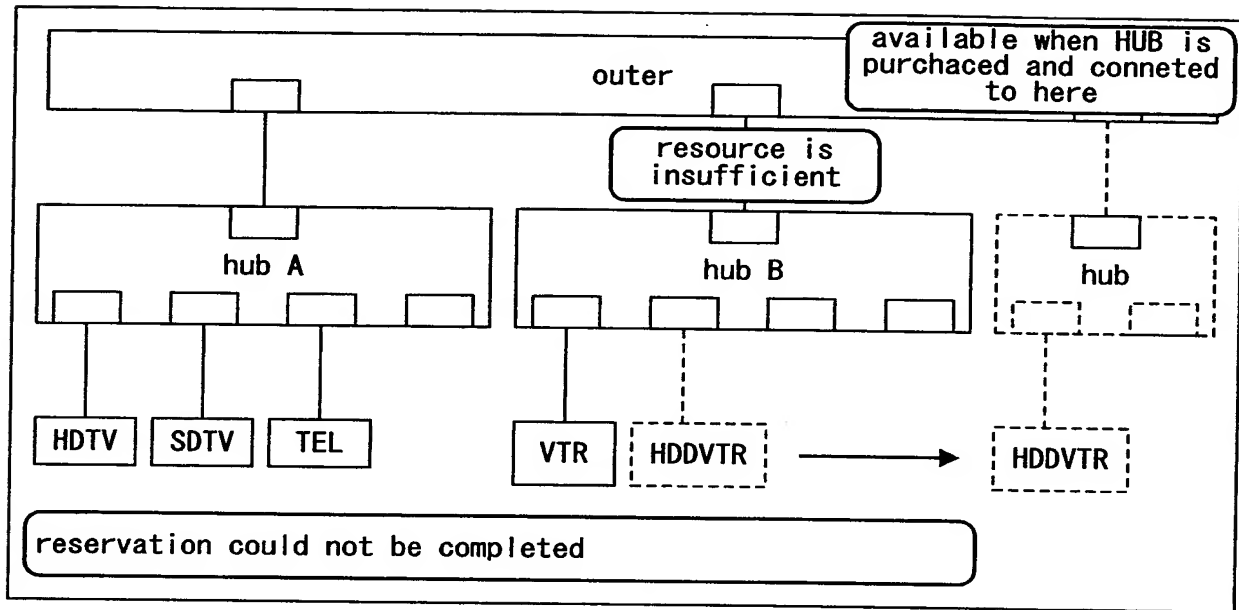 available when HUB is
purchaced and conneted
to here
outer
resource is
insufficient
hub A
hub B
hub
HDTV
SDTV
TEL
VTR
HDDVTR
HDDVTR
reservation could not be completed